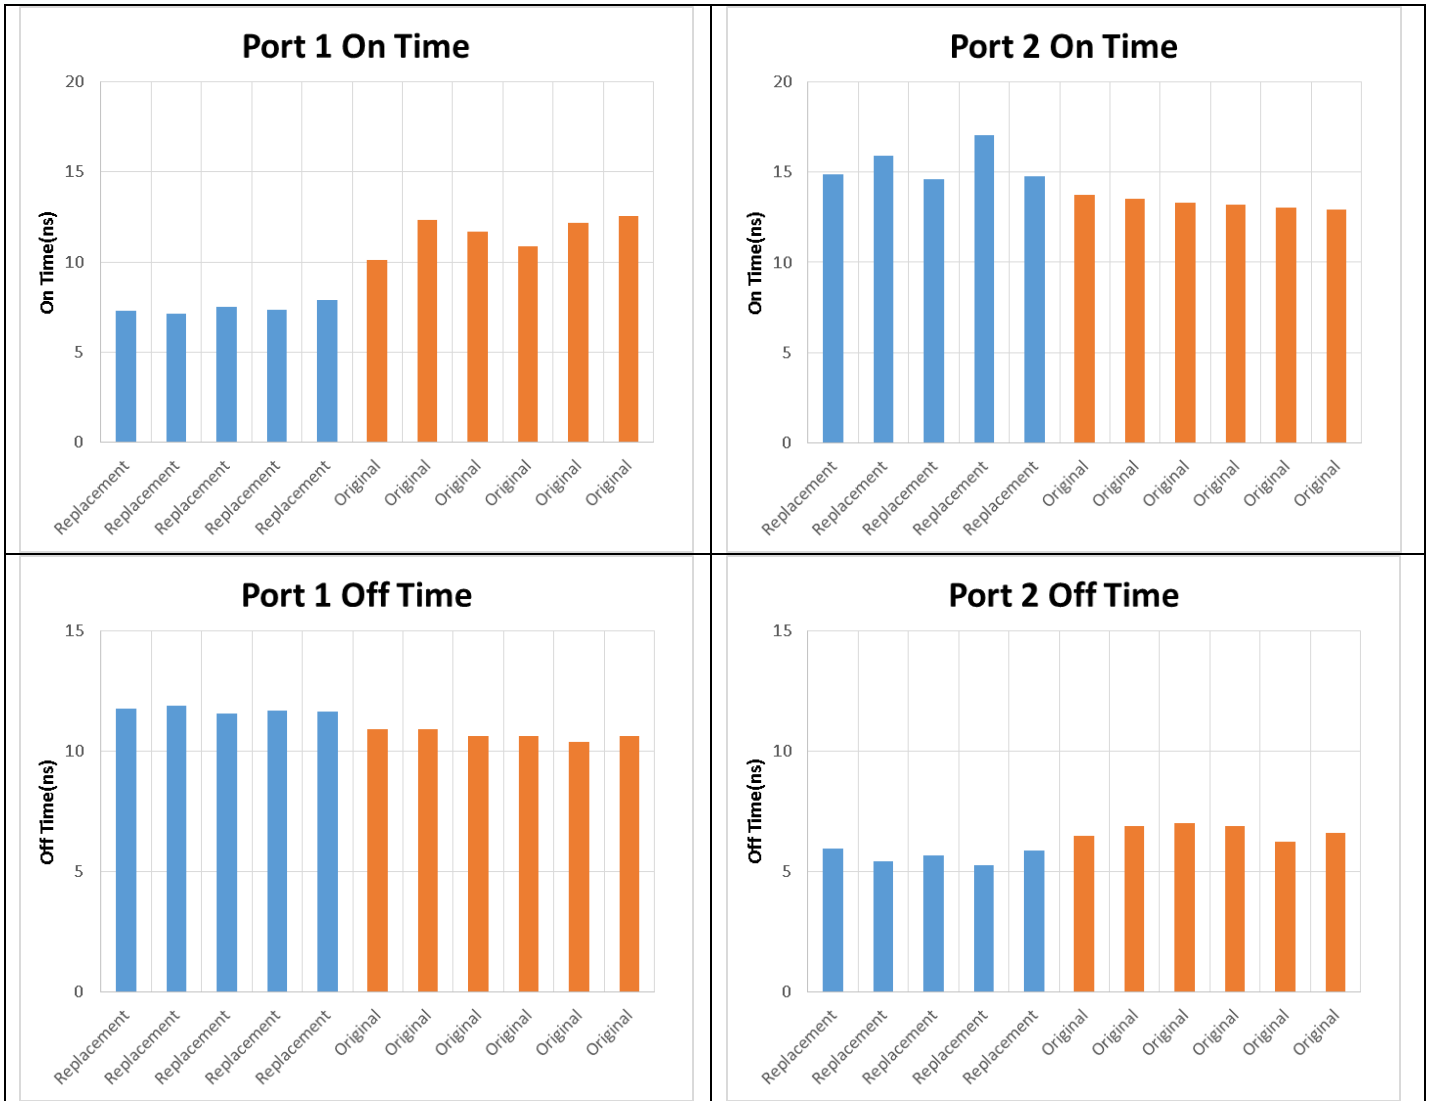 Port 1 On Time
20
15
10
5
0
On Time(ns)
Replacement
Replacement
Replacement
Replacement
Replacement
Original
Original
Original
Original
Original
Original
Port 2 On Time
20
15
10
5
0
On Time(ns)
Replacement
Replacement
Replacement
Replacement
Replacement
Original
Original
Original
Original
Original
Original
Port 1 Off Time
15
10
5
0
Off Time(ns)
Replacement
Replacement
Replacement
Replacement
Replacement
Original
Original
Original
Original
Original
Original
Port 2 Off Time
15
10
5
0
Off Time(ns)
Replacement
Replacement
Replacement
Replacement
Replacement
Original
Original
Original
Original
Original
Original